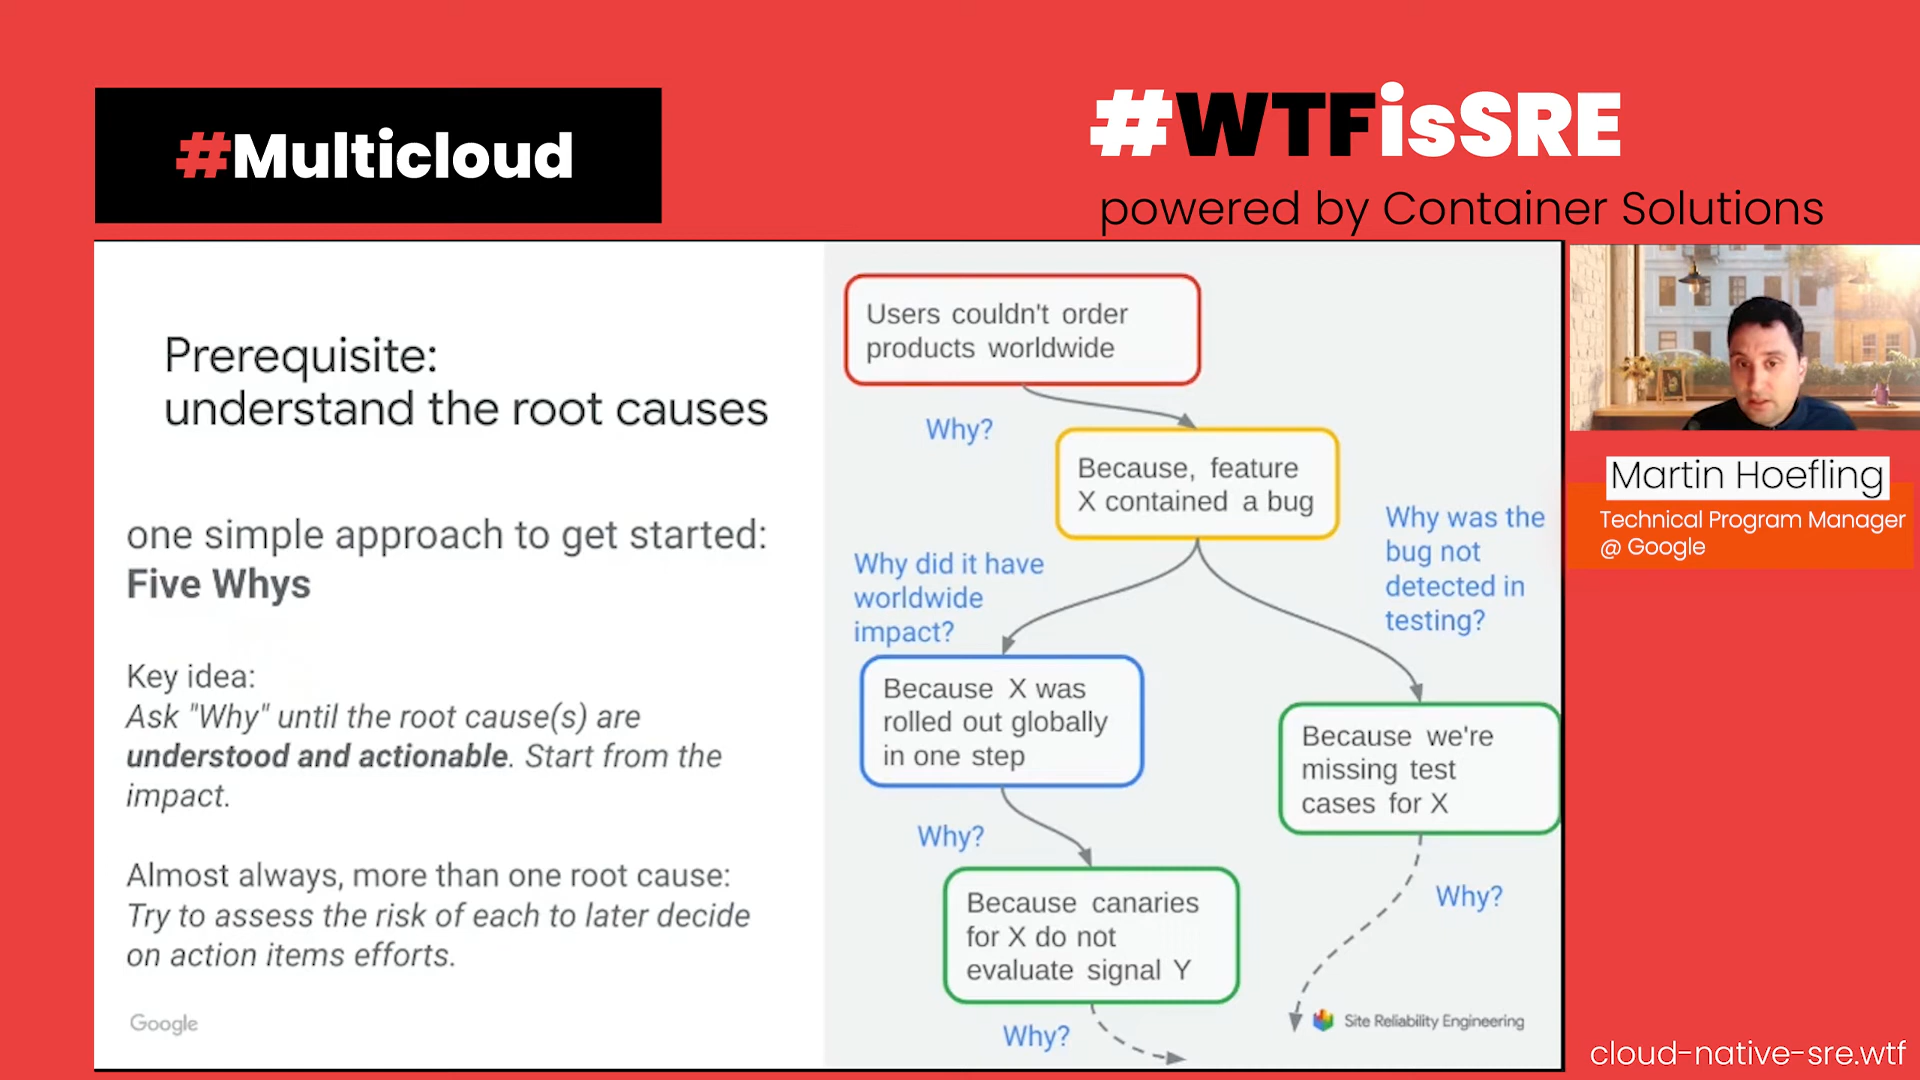 #Multicloud
#WTFisSRE
powered by Container Solutions
Prerequisite:
understand the root causes
one simple approach to get started:
Five Whys
Key idea:
Ask "Why" until the root cause(s) are
understood and actionable. Start from the
impact.
Almost always, more than one root cause:
Try to assess the risk of each to later decide
on action items efforts.
Google
Users couldn't order
products worldwide
Why?
Because, feature
X contained a bug
Why did it have
worldwide
impact?
Why was the
bug not
detected in
testing?
Because X was
rolled out globally
in one step
Because we're
missing test
cases for X
Why?
Why?
Because canaries
for X do not
evaluate signal Y
Why?
Site Reliability Engineering
Martin Hoefling
Technical Program Manager
@ Google
cloud-native-sre.wtf